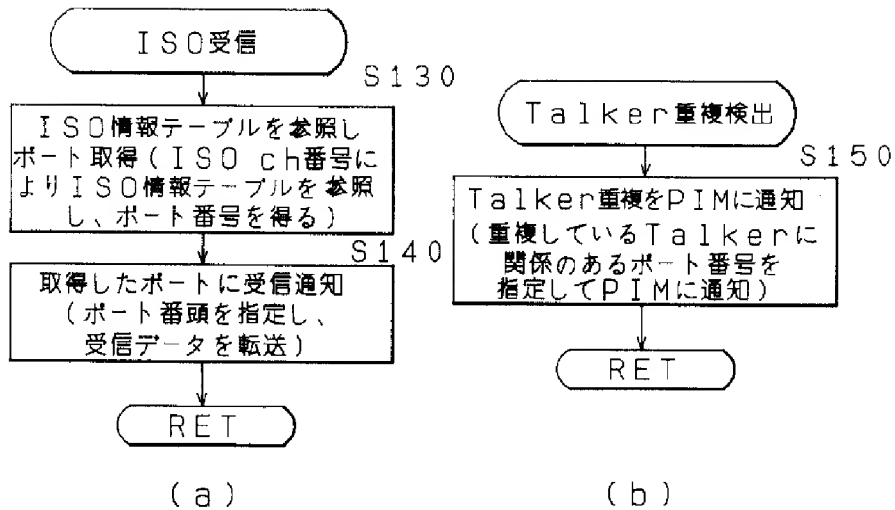 ISO受信
S130
ISO情報テーブルを参照し
ポート取得(ISO ch番号に
よりISO情報テーブルを参照
し、ポート番号を得る)
S140
取得したポートに受信通知
(ポート番頭を指定し、
受信データを転送)
RET
(a)
Talker重複検出
S150
Talker重複をPIMに通知
(重複しているTalkerに
関係のあるポート番号を
指定してPIMに通知)
RET
(b)